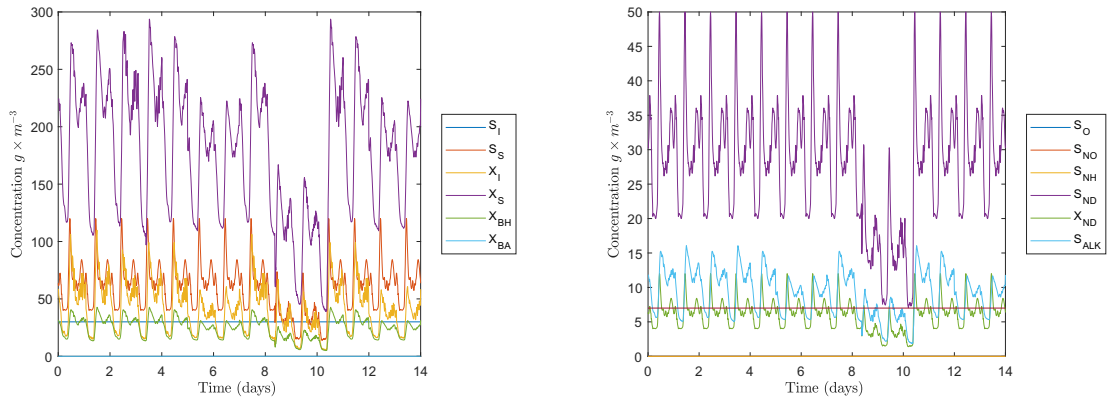 300
250
200
150
100
50
0
Concentration g × m⁻³
0 2 4 6 8 10 12 14
Time (days)
S_I
S_S
X_I
X_S
X_BH
X_BA
50
45
40
35
30
25
20
15
10
5
0
Concentration g × m⁻³
0 2 4 6 8 10 12 14
Time (days)
S_O
S_NO
S_NH
S_ND
X_ND
S_ALK